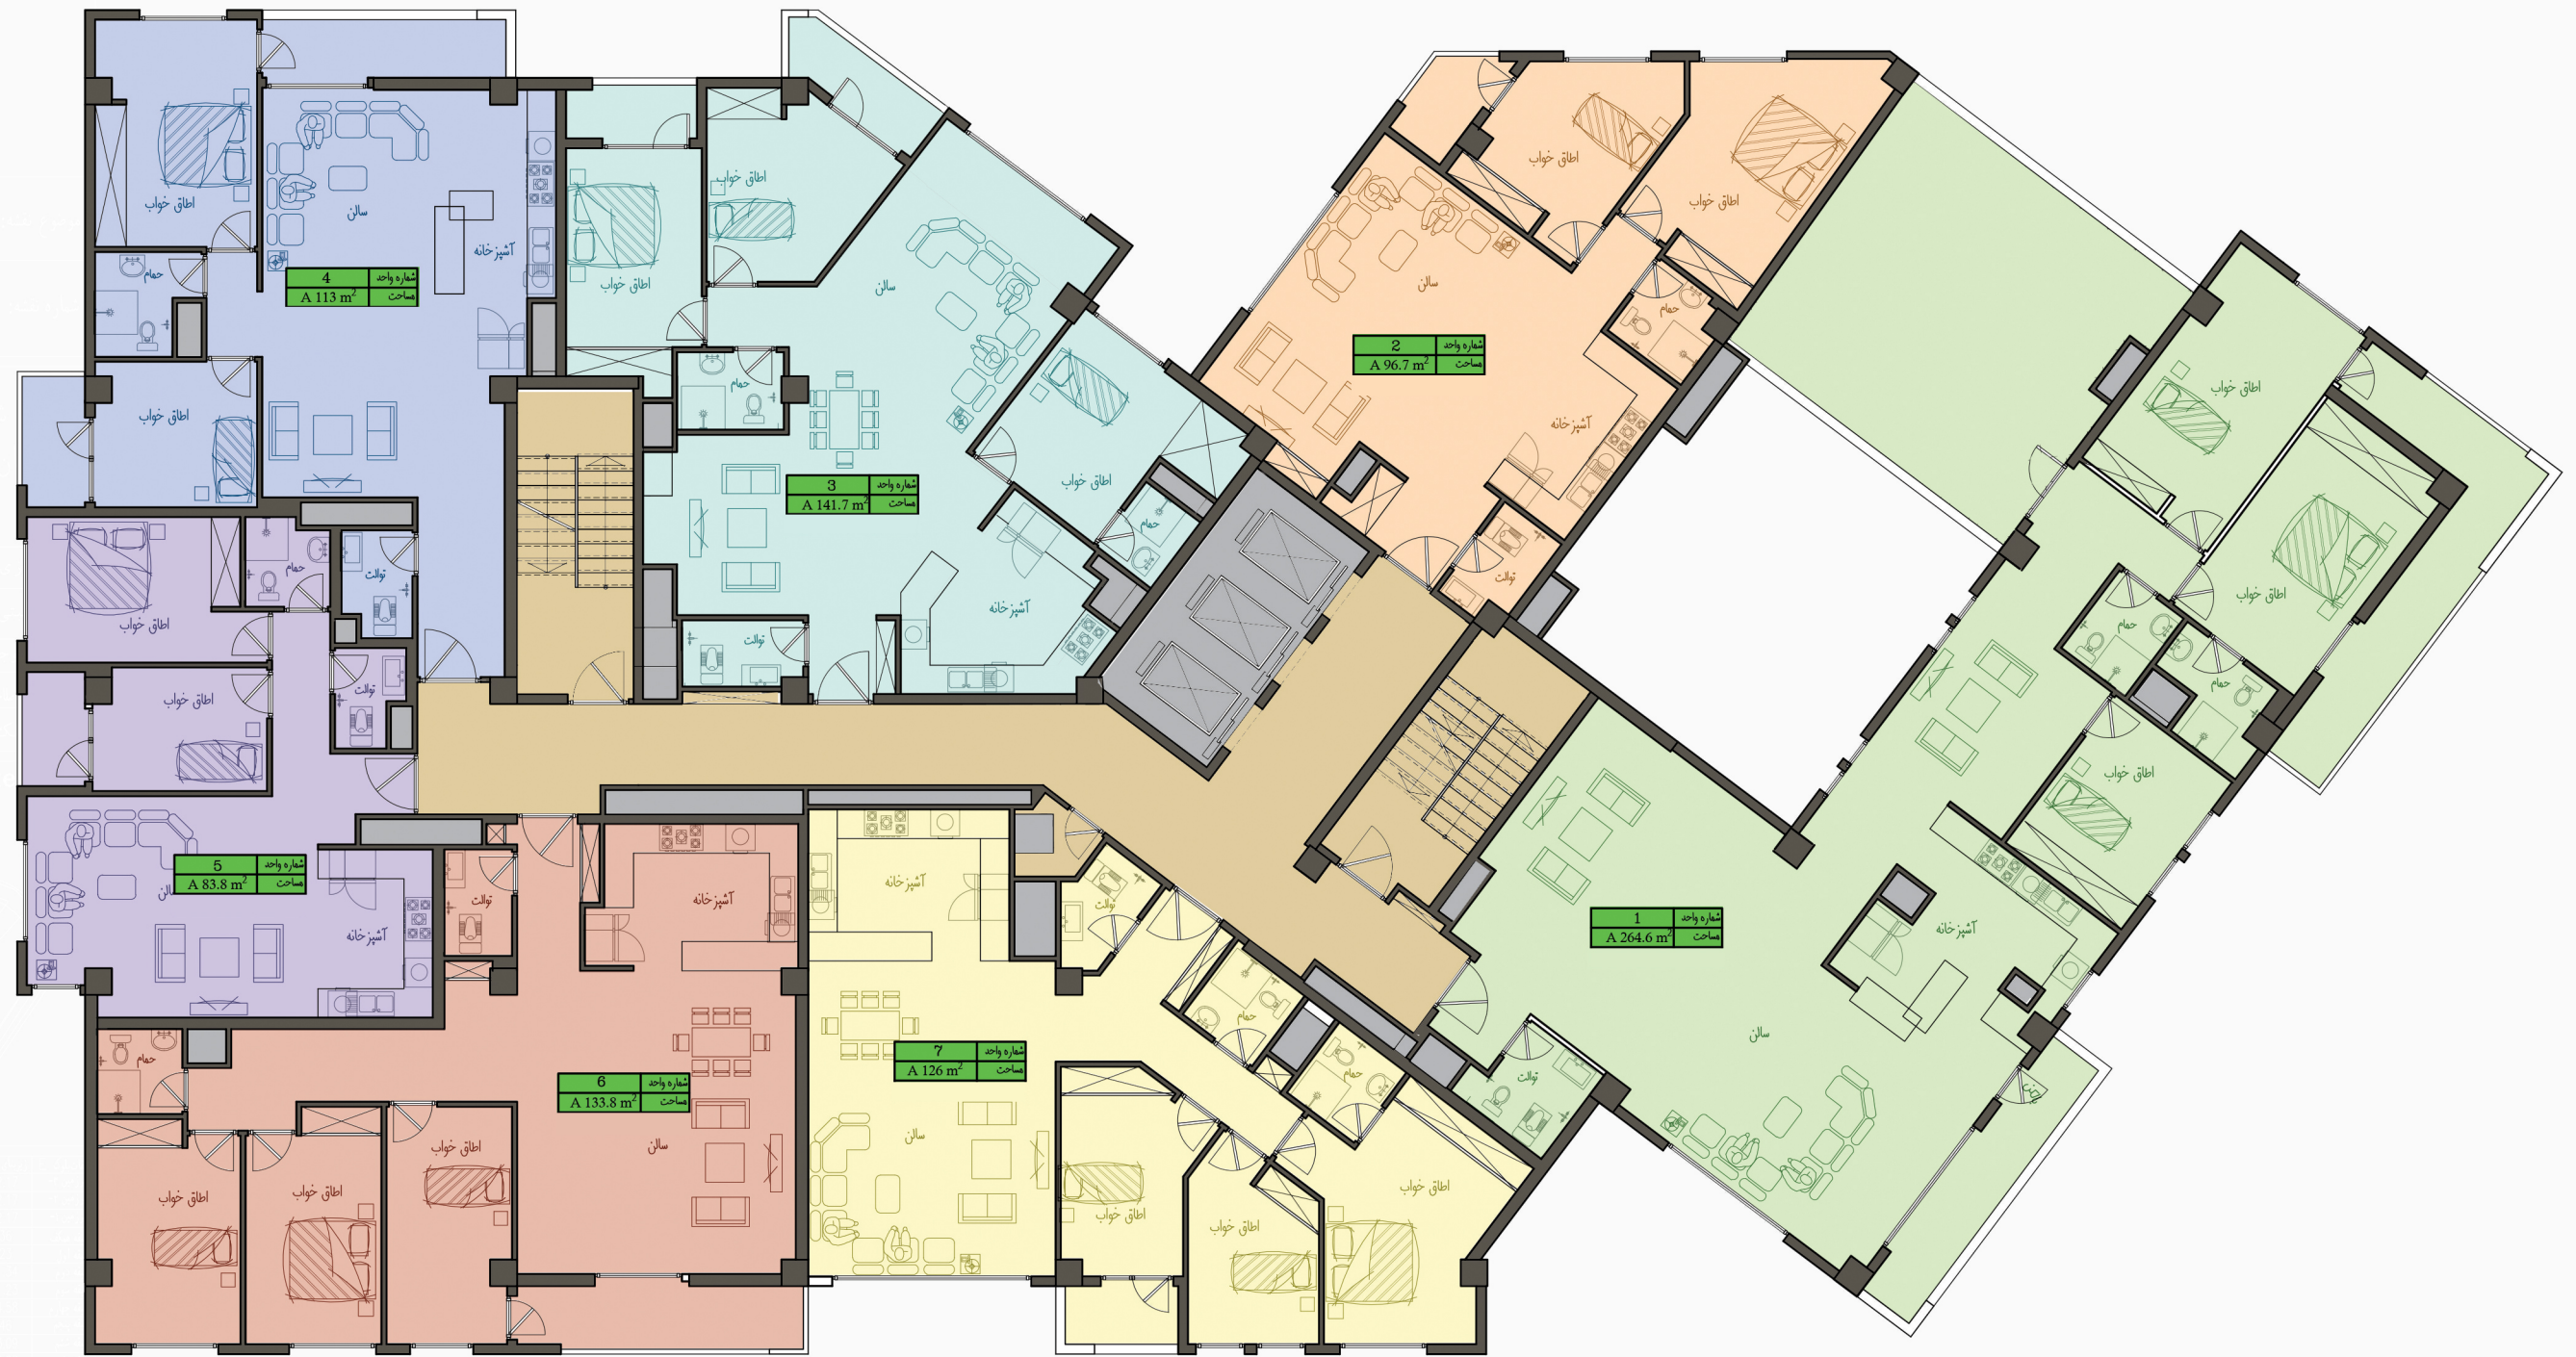 اطاق خواب
سالن
آشپزخانه
حمام
شماره واحد 4
مساحت A 113 m²
اطاق خواب
توالت
اطاق خواب
اطاق خواب
سالن
حمام
شماره واحد 3
مساحت A 141.7 m²
اطاق خواب
حمام
آشپزخانه
توالت
اطاق خواب
اطاق خواب
سالن
حمام
شماره واحد 2
مساحت A 96.7 m²
آشپزخانه
توالت
اطاق خواب
اطاق خواب
حمام
حمام
اطاق خواب
شماره واحد 1
مساحت A 264.6 m²
آشپزخانه
سالن
توالت
حمام
اطاق خواب
توالت
اطاق خواب
شماره واحد 5
مساحت A 83.8 m²
آشپزخانه
توالت
آشپزخانه
حمام
شماره واحد 6
مساحت A 133.8 m²
سالن
اطاق خواب
اطاق خواب
اطاق خواب
آشپزخانه
توالت
حمام
شماره واحد 7
مساحت A 126 m²
حمام
سالن
اطاق خواب
اطاق خواب
اطاق خواب